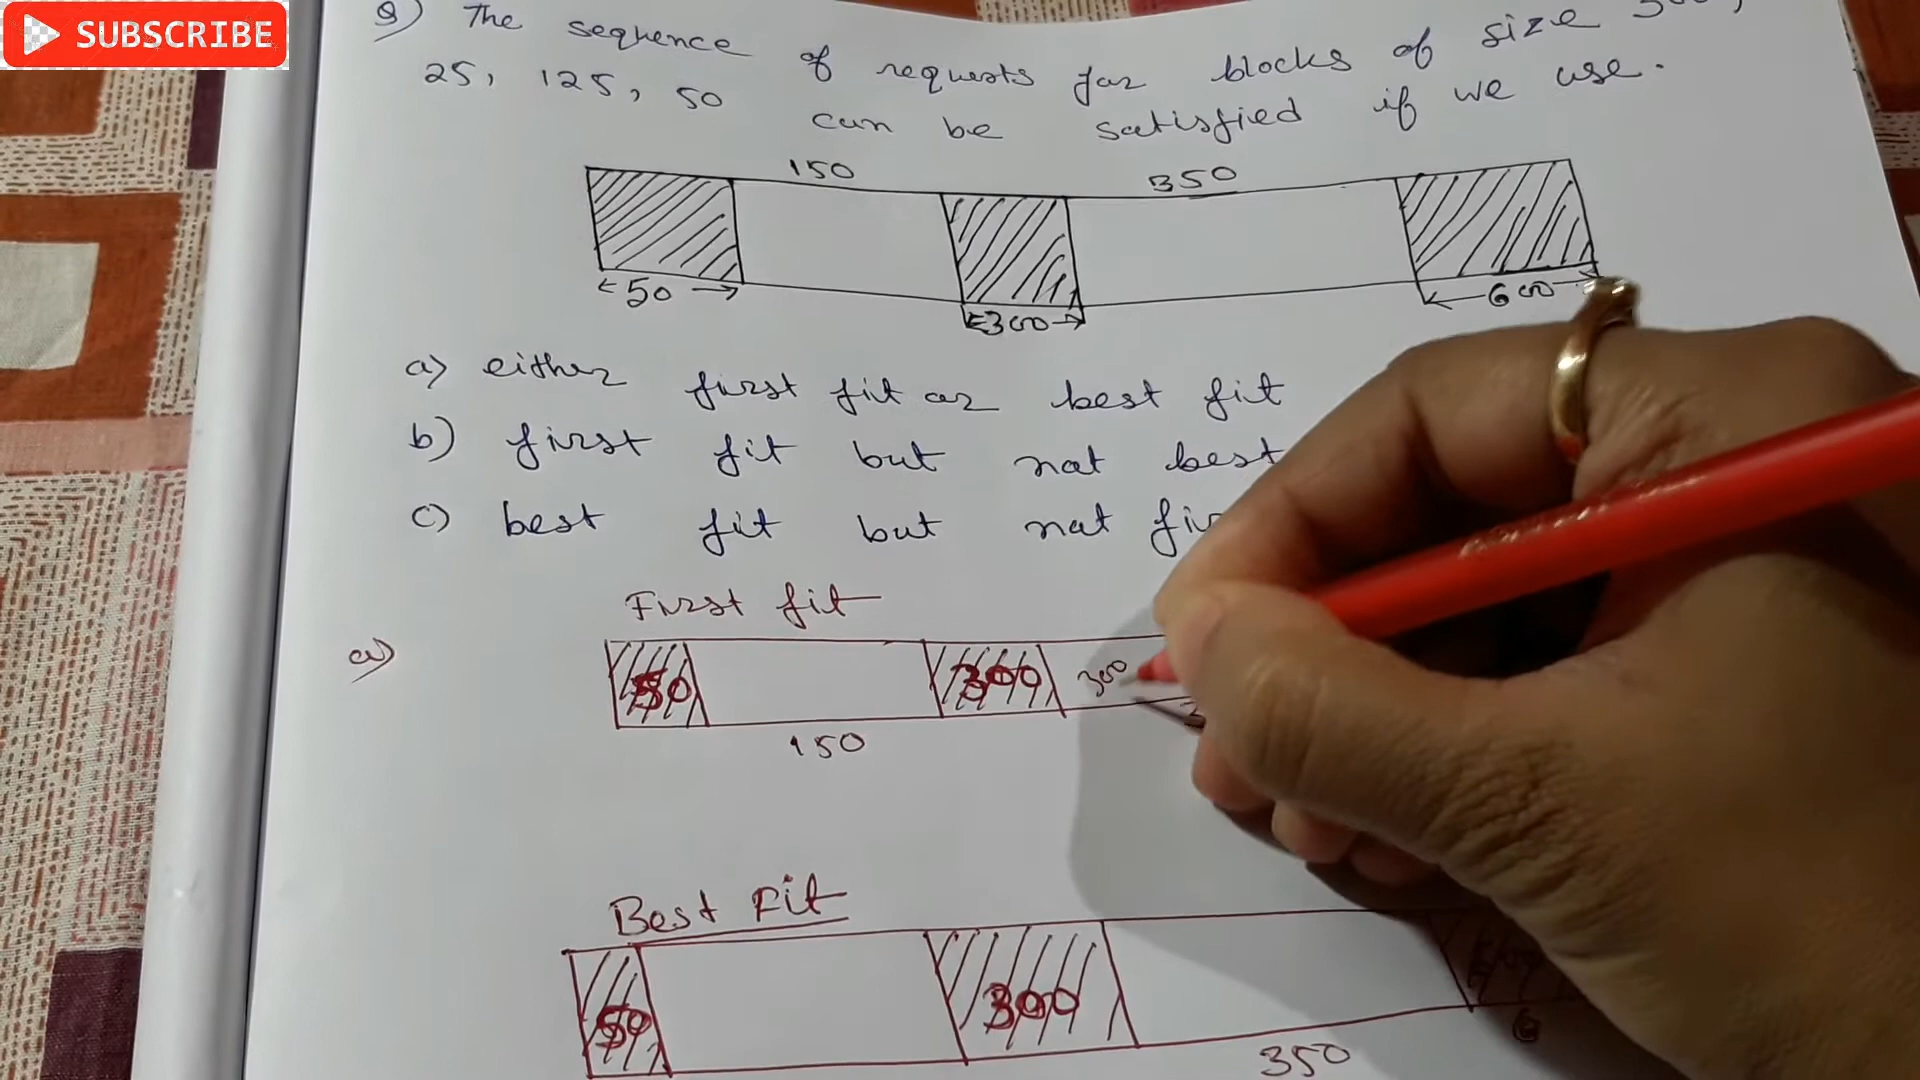 SUBSCRIBE
Q) The sequence of requests for blocks of size
25, 125, 50 can be satisfied if we use.
150 350
50 300 600
a) either first fit or best fit
b) first fit but not best
c) best fit but not
First fit
a) 50 300 300
150
Best Fit
50 300
350